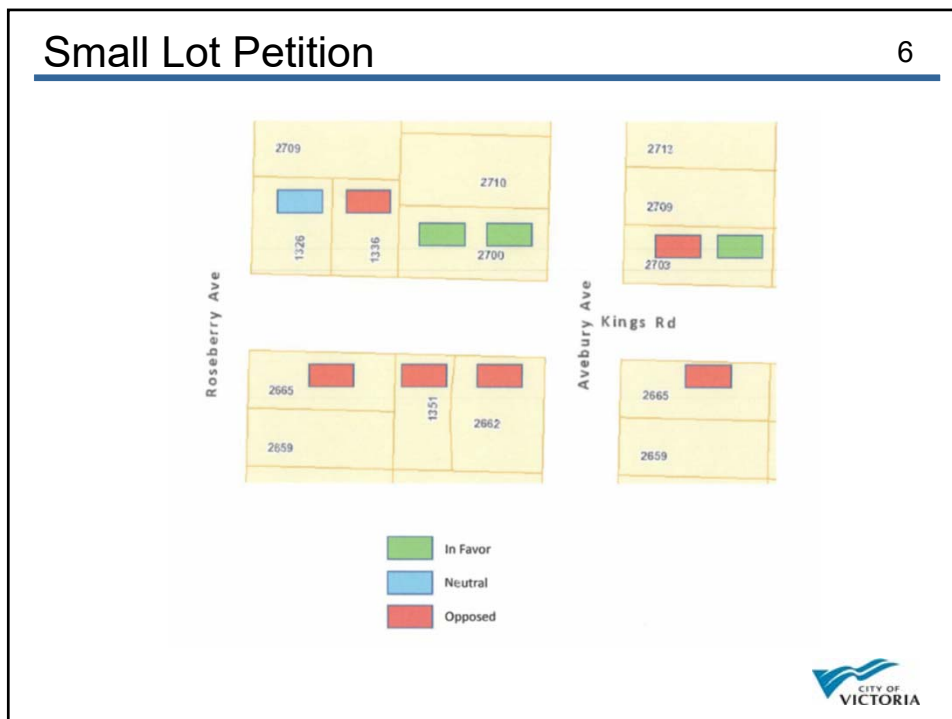 Small Lot Petition
6
2709
2710
1326
1336
2700
2713
2709
2703
Roseberry Ave
Avebury Ave
Kings Rd
2665
1351
2662
2659
2665
2659
In Favor
Neutral
Opposed
CITY OF
VICTORIA